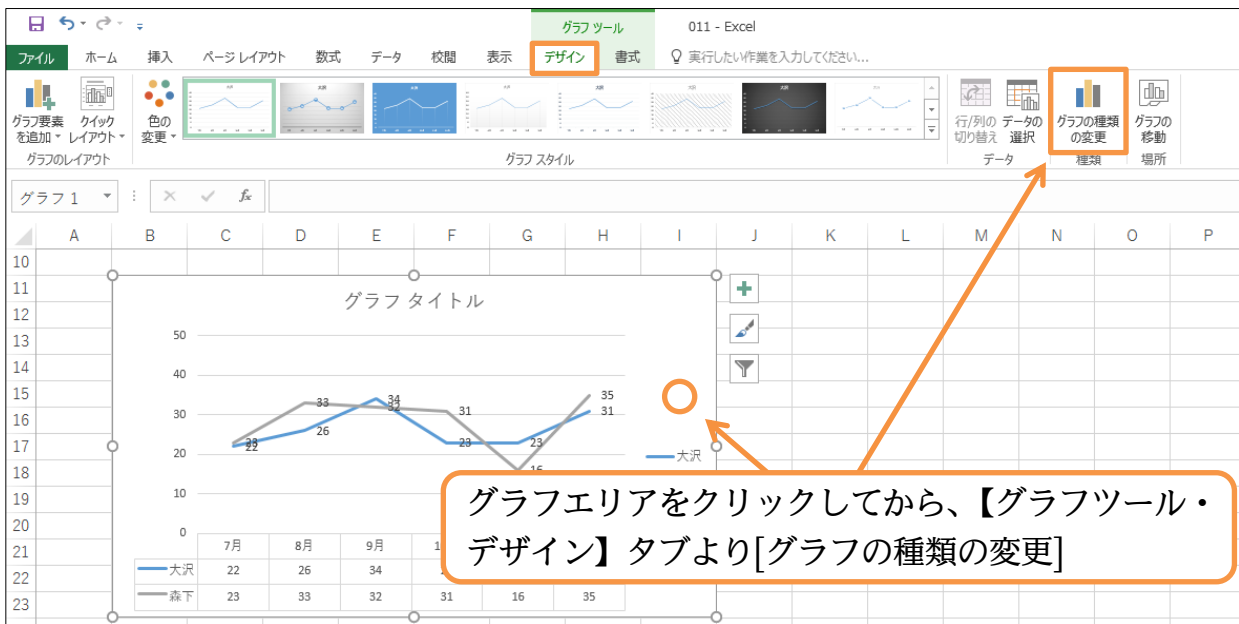 グラフ ツール 011 - Excel
ファイル ホーム 挿入 ページ レイアウト 数式 データ 校閲 表示 デザイン 書式 実行したい作業を入力してください...
グラフ要素を追加 クイックレイアウト 色の変更 行/列の切り替え データの選択 グラフの種類の変更 グラフの移動
グラフのレイアウト グラフ スタイル データ 種類 場所
グラフ 1 fx
A B C D E F G H I J K L M N O P
10
11
12
13
14
15
16
17
18
19
20
21
22
23
グラフ タイトル
50
40
30
20
10
0
33 34 32 31 35
23 22 26 23 23 16 31
大沢
7月 8月 9月
大沢 22 26 34
森下 23 33 32 31 16 35
グラフエリアをクリックしてから、【グラフツール・
デザイン】タブより[グラフの種類の変更]